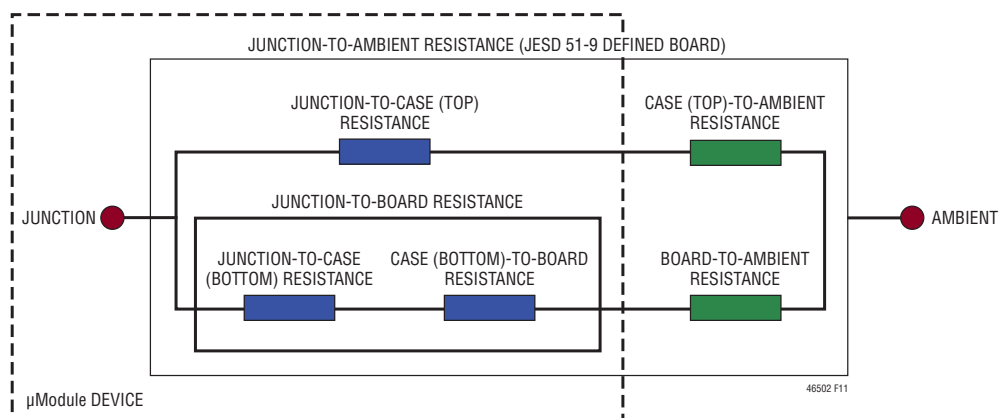 JUNCTION-TO-AMBIENT RESISTANCE (JESD 51-9 DEFINED BOARD)
JUNCTION-TO-CASE (TOP)
RESISTANCE
CASE (TOP)-TO-AMBIENT
RESISTANCE
JUNCTION-TO-BOARD RESISTANCE
JUNCTION
AMBIENT
JUNCTION-TO-CASE
(BOTTOM) RESISTANCE
CASE (BOTTOM)-TO-BOARD
RESISTANCE
BOARD-TO-AMBIENT
RESISTANCE
46502 F11
µModule DEVICE